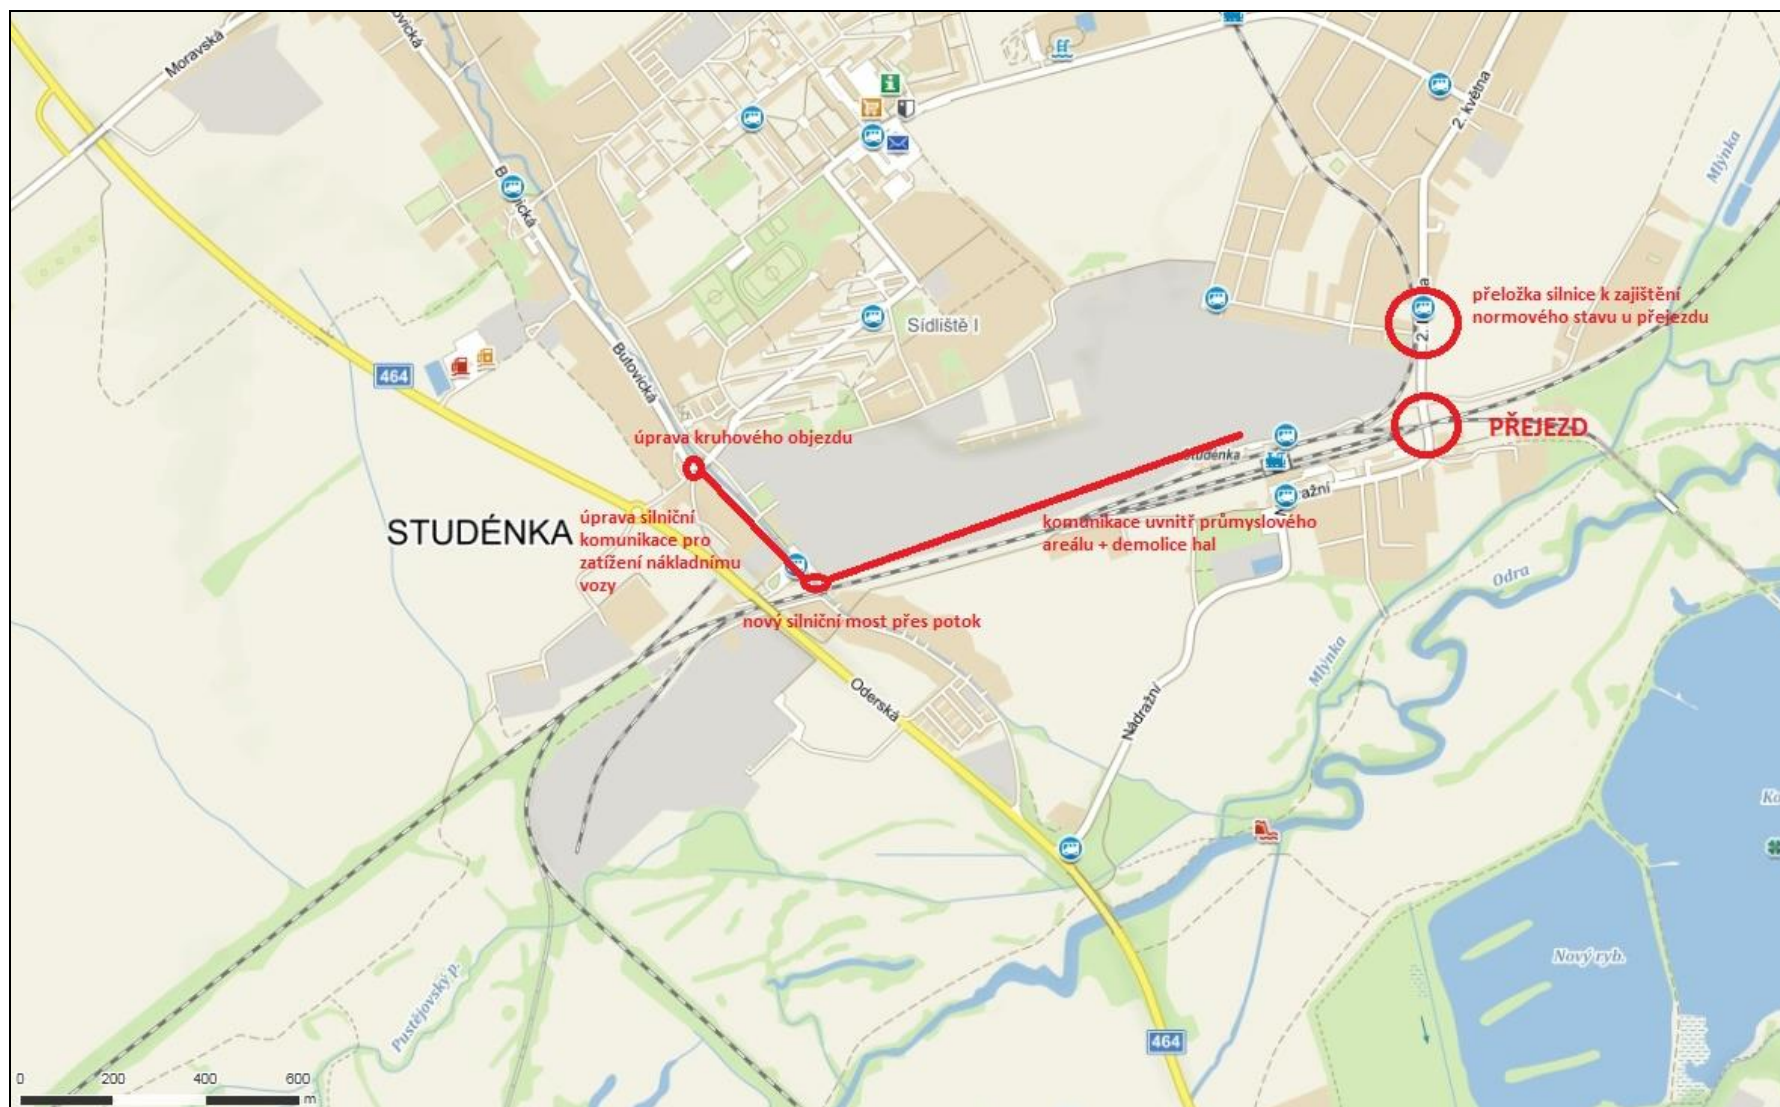 Moravská
2. května
Mlýnka
přeložka silnice k zajištění
normového stavu u přejezdu
Sídliště I
Butovická
464
úprava kruhového objezdu
PŘEJEZD
Studénka
STUDÉNKA
úprava silniční
komunikace pro
zatížení nákladnímu
vozy
komunikace uvnitř průmyslového
areálu + demolice hal
nový silniční most přes potok
Odra
Mlýnka
Oderská
Nádražní
Nový ryb.
Pustějovský p.
464
0 200 400 600
m